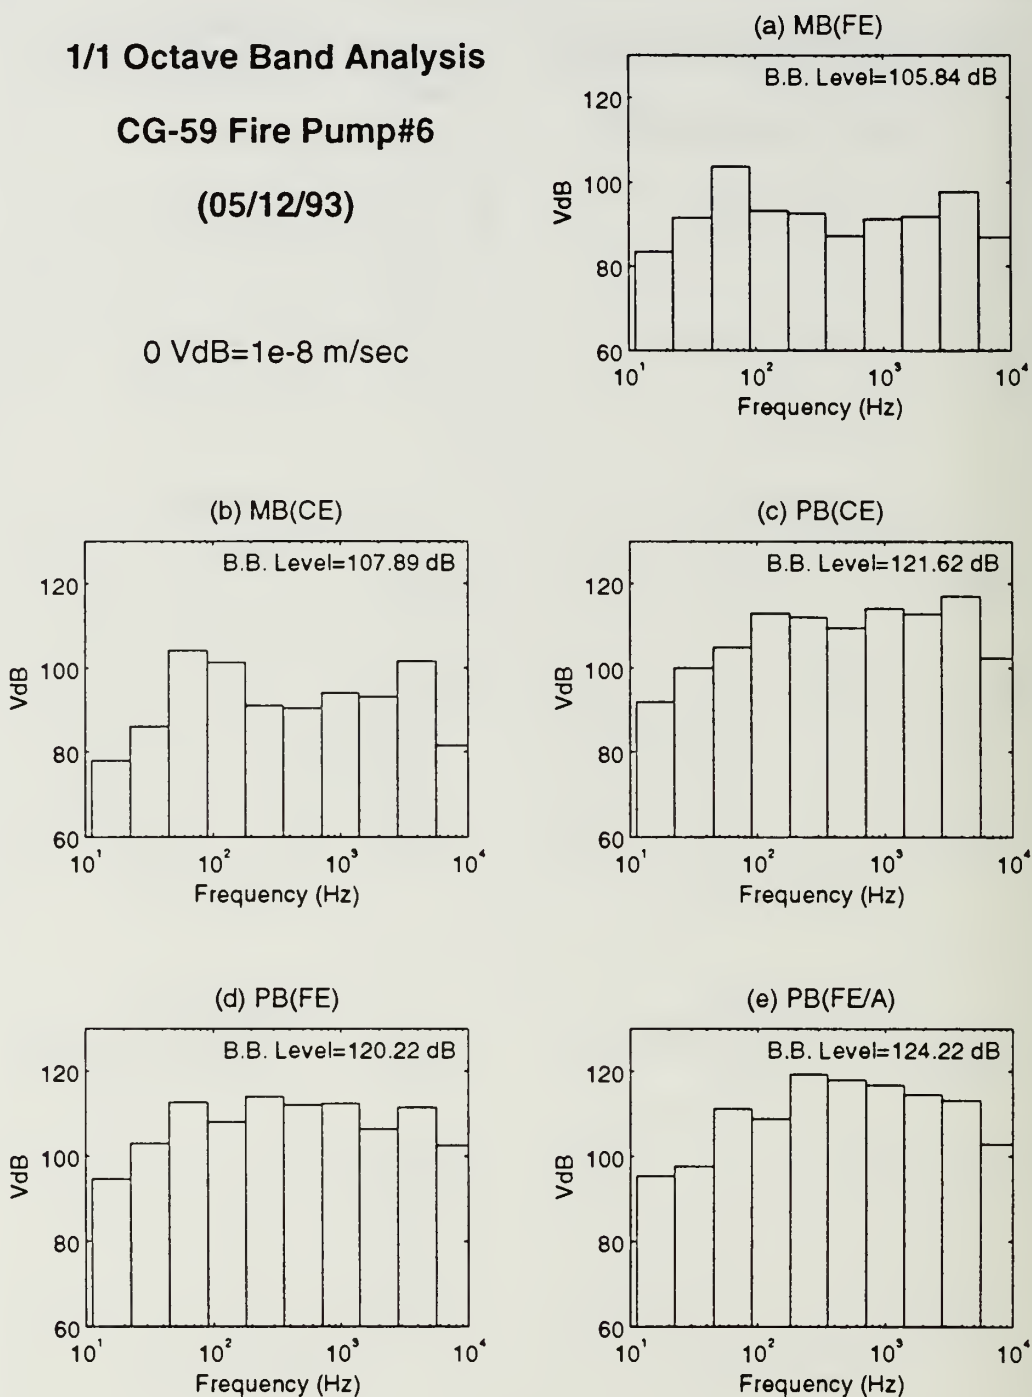 1/1 Octave Band Analysis
CG-59 Fire Pump#6
(05/12/93)
0 VdB=1e-8 m/sec
(a) MB(FE)
B.B. Level=105.84 dB
120
100
80
60
VdB
10¹ 10² 10³ 10⁴
Frequency (Hz)
(b) MB(CE)
B.B. Level=107.89 dB
120
100
80
60
VdB
10¹ 10² 10³ 10⁴
Frequency (Hz)
(c) PB(CE)
B.B. Level=121.62 dB
120
100
80
60
VdB
10¹ 10² 10³ 10⁴
Frequency (Hz)
(d) PB(FE)
B.B. Level=120.22 dB
120
100
80
60
VdB
10¹ 10² 10³ 10⁴
Frequency (Hz)
(e) PB(FE/A)
B.B. Level=124.22 dB
120
100
80
60
VdB
10¹ 10² 10³ 10⁴
Frequency (Hz)